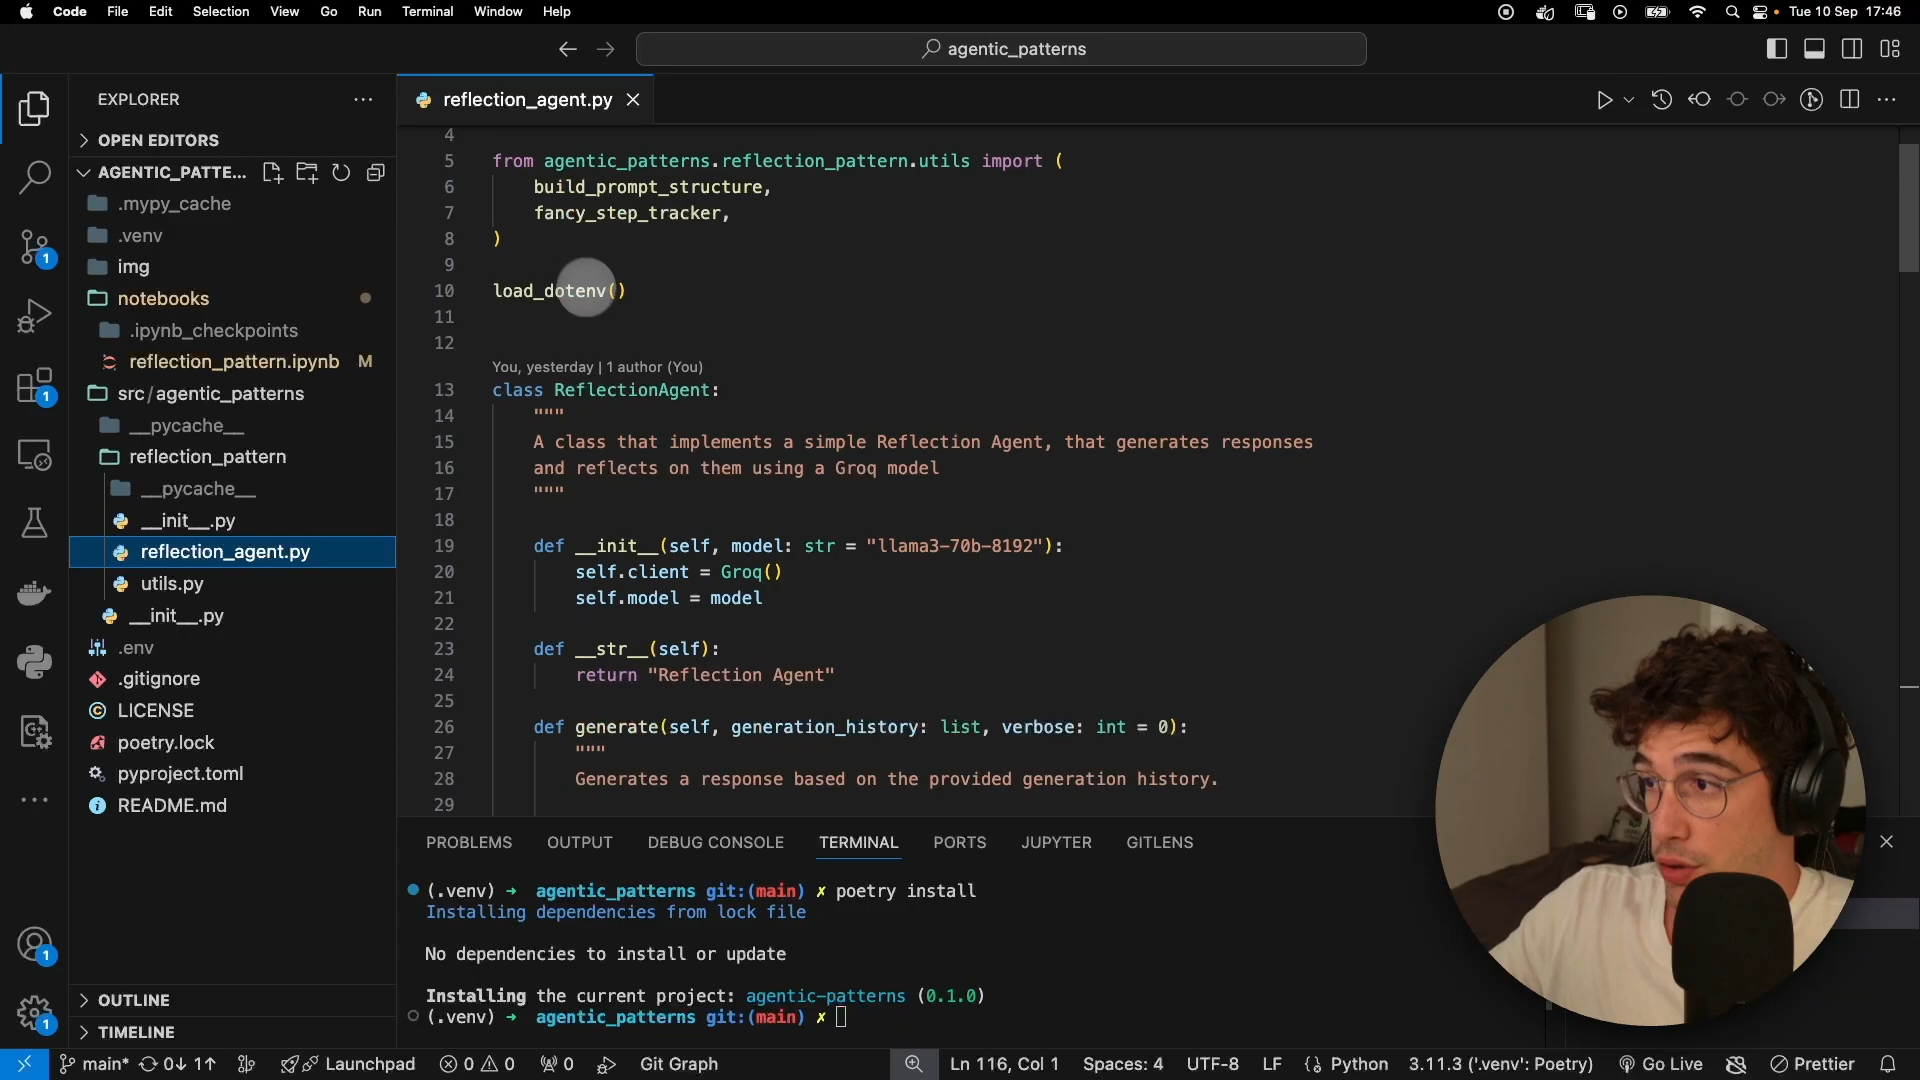 Code File Edit Selection View Go Run Terminal Window Help Tue 10 Sep 17:46
agentic_patterns
EXPLORER
OPEN EDITORS
AGENTIC_PATTE...
.mypy_cache
.venv
img
notebooks
.ipynb_checkpoints
reflection_pattern.ipynb M
src/agentic_patterns
__pycache__
reflection_pattern
__pycache__
__init__.py
reflection_agent.py
utils.py
__init__.py
.env
.gitignore
LICENSE
poetry.lock
pyproject.toml
README.md
OUTLINE
TIMELINE
1
1
1
1
reflection_agent.py
4
5 from agentic_patterns.reflection_pattern.utils import (
6 build_prompt_structure,
7 fancy_step_tracker,
8 )
9
10 load_dotenv()
11
12
You, yesterday | 1 author (You)
13 class ReflectionAgent:
14 """
15 A class that implements a simple Reflection Agent, that generates responses
16 and reflects on them using a Groq model
17 """
18
19 def __init__(self, model: str = "llama3-70b-8192"):
20 self.client = Groq()
21 self.model = model
22
23 def __str__(self):
24 return "Reflection Agent"
25
26 def generate(self, generation_history: list, verbose: int = 0):
27 """
28 Generates a response based on the provided generation history.
29
PROBLEMS OUTPUT DEBUG CONSOLE TERMINAL PORTS JUPYTER GITLENS
(.venv) → agentic_patterns git:(main) ✗ poetry install
Installing dependencies from lock file
No dependencies to install or update
Installing the current project: agentic-patterns (0.1.0)
(.venv) → agentic_patterns git:(main) ✗
main* 0↓ 1↑ Launchpad 0 0 0 Git Graph Ln 116, Col 1 Spaces: 4 UTF-8 LF {} Python 3.11.3 ('.venv': Poetry) Go Live Prettier